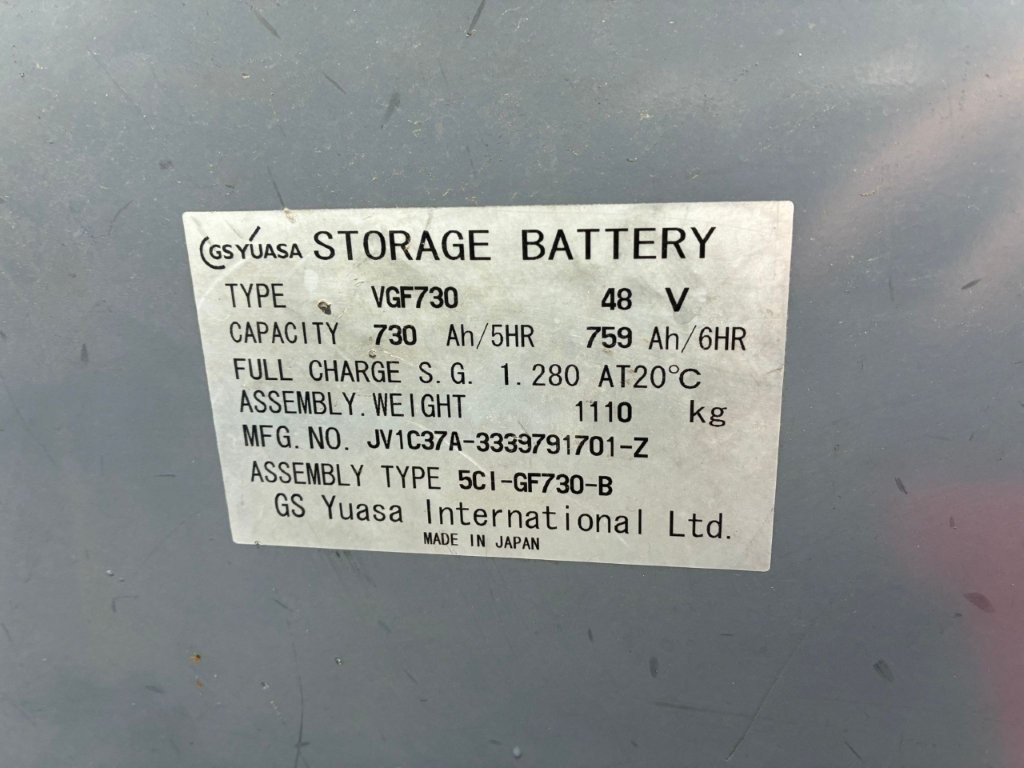 GS YUASA STORAGE BATTERY
TYPE VGF730 48 V
CAPACITY 730 Ah/5HR 759 Ah/6HR
FULL CHARGE S.G. 1.280 AT20℃
ASSEMBLY.WEIGHT 1110 kg
MFG.NO. JV1C37A-3339791701-Z
ASSEMBLY TYPE 5CI-GF730-B
GS Yuasa International Ltd.
MADE IN JAPAN